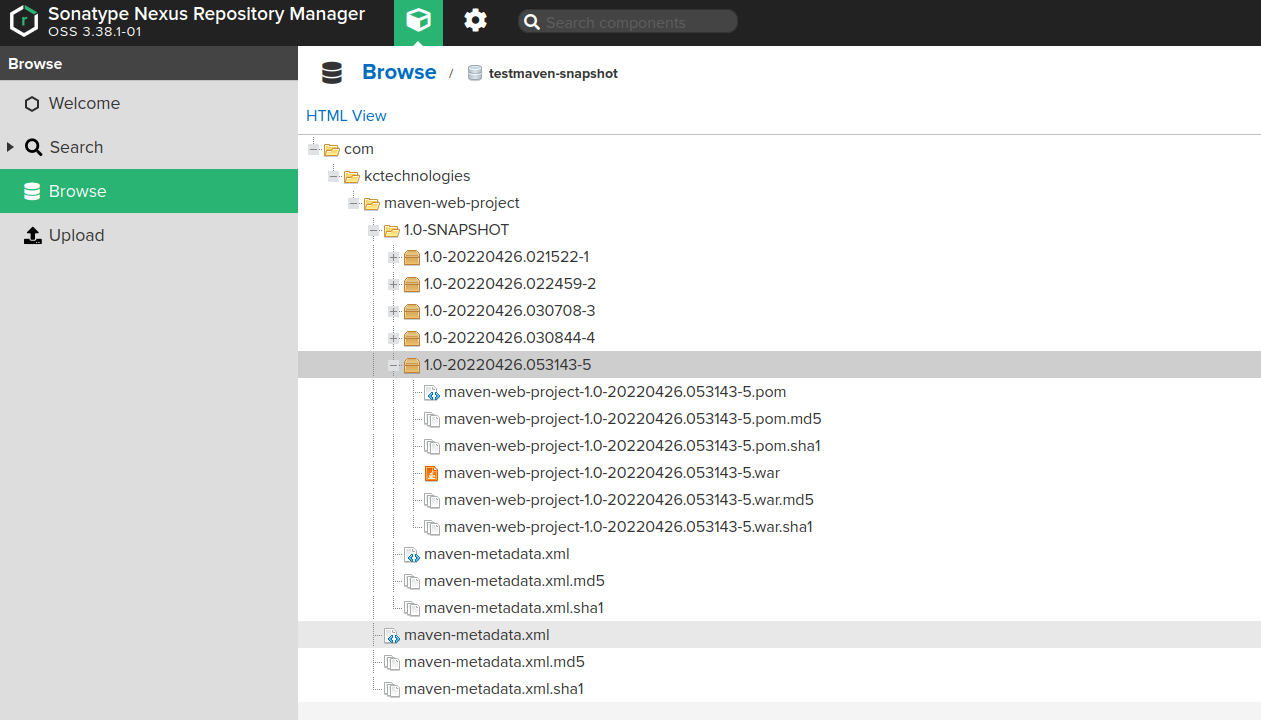 Sonatype Nexus Repository Manager
OSS 3.38.1-01
Search components
Browse
Welcome
Search
Browse
Upload
Browse / testmaven-snapshot
HTML View
com
kctechnologies
maven-web-project
1.0-SNAPSHOT
1.0-20220426.021522-1
1.0-20220426.022459-2
1.0-20220426.030708-3
1.0-20220426.030844-4
1.0-20220426.053143-5
maven-web-project-1.0-20220426.053143-5.pom
maven-web-project-1.0-20220426.053143-5.pom.md5
maven-web-project-1.0-20220426.053143-5.pom.sha1
maven-web-project-1.0-20220426.053143-5.war
maven-web-project-1.0-20220426.053143-5.war.md5
maven-web-project-1.0-20220426.053143-5.war.sha1
maven-metadata.xml
maven-metadata.xml.md5
maven-metadata.xml.sha1
maven-metadata.xml
maven-metadata.xml.md5
maven-metadata.xml.sha1